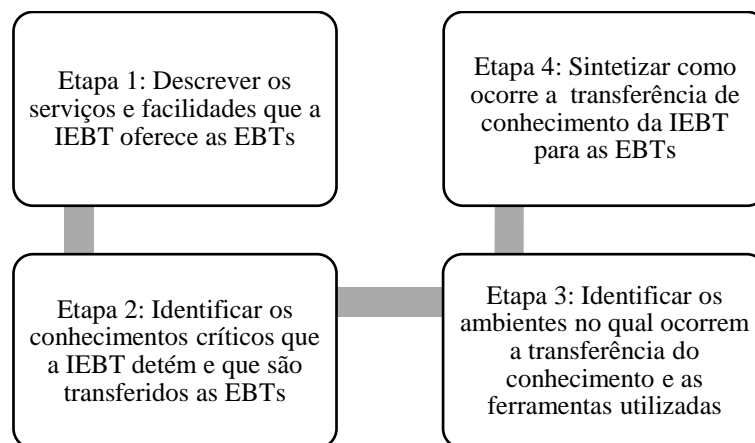 Etapa 1: Descrever os
serviços e facilidades que a
IEBT oferece as EBTs
Etapa 2: Identificar os
conhecimentos críticos que
a IEBT detém e que são
transferidos as EBTs
Etapa 3: Identificar os
ambientes no qual ocorrem
a transferência do
conhecimento e as
ferramentas utilizadas
Etapa 4: Sintetizar como
ocorre a transferência de
conhecimento da IEBT
para as EBTs